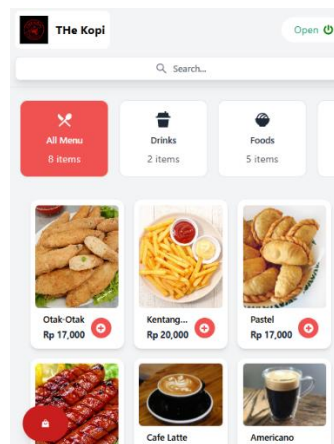 THe Kopi
Open
Search...
All Menu
8 items
Drinks
2 items
Foods
5 items
Otak-Otak
Rp 17,000
Kentang...
Rp 20,000
Pastel
Rp 17,000
Cafe Latte
Americano